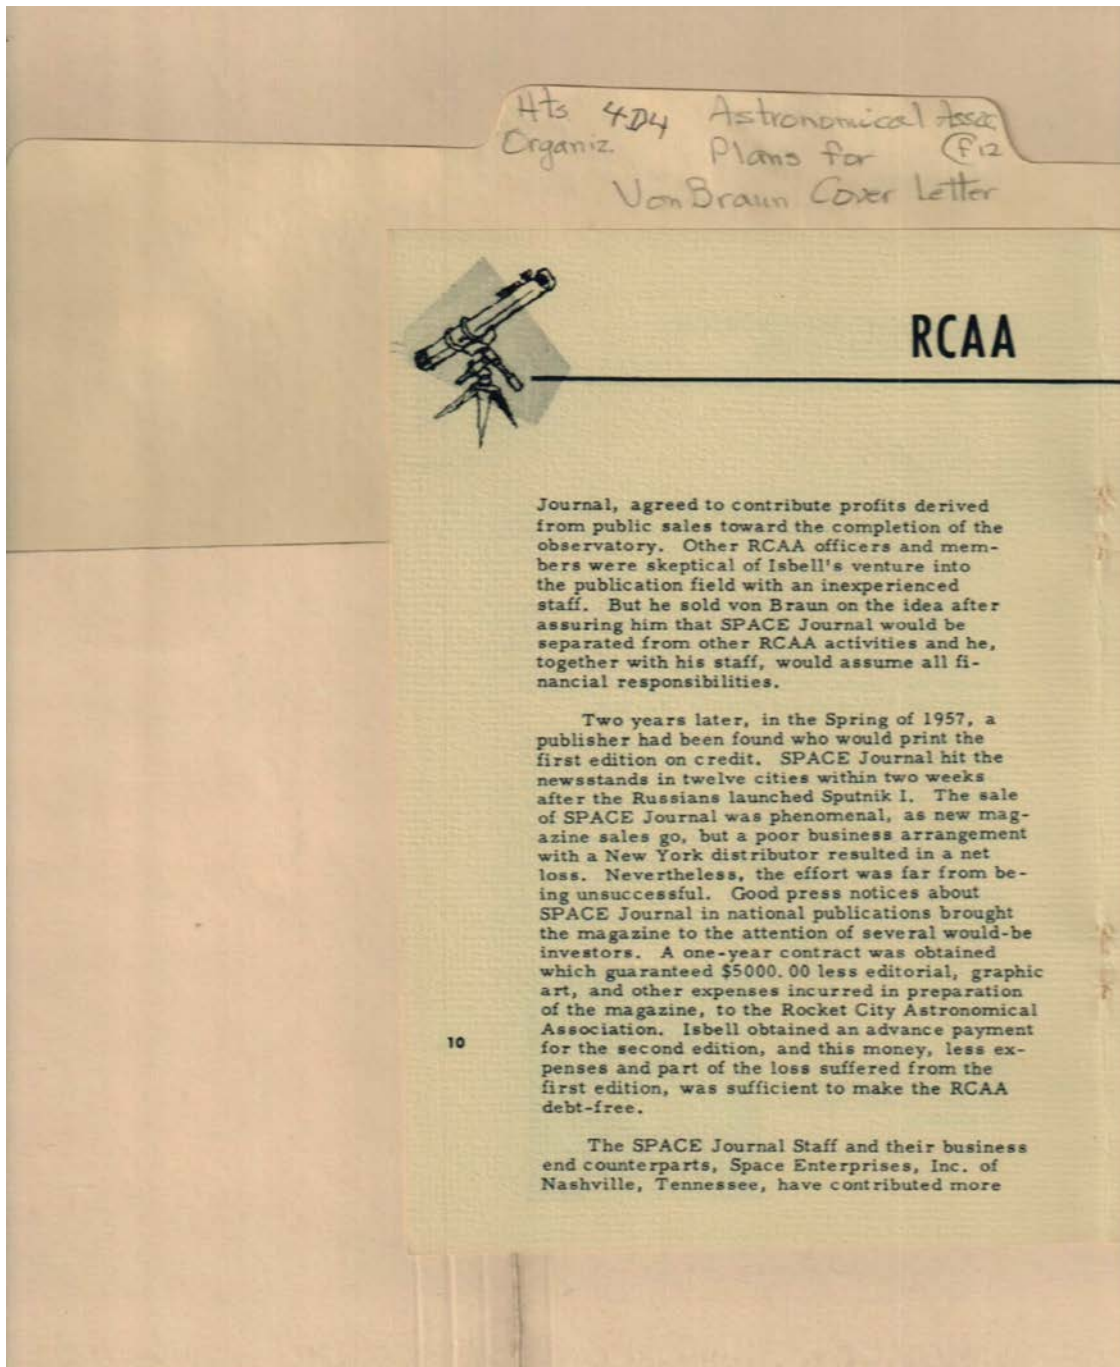 Hts 4D4 Astronomical Assoc
Organiz. Plans for F12
Von Braun Cover Letter
RCAA
Journal, agreed to contribute profits derived
from public sales toward the completion of the
observatory. Other RCAA officers and mem-
bers were skeptical of Isbell's venture into
the publication field with an inexperienced
staff. But he sold von Braun on the idea after
assuring him that SPACE Journal would be
separated from other RCAA activities and he,
together with his staff, would assume all fi-
nancial responsibilities.
Two years later, in the Spring of 1957, a
publisher had been found who would print the
first edition on credit. SPACE Journal hit the
newsstands in twelve cities within two weeks
after the Russians launched Sputnik I. The sale
of SPACE Journal was phenomenal, as new mag-
azine sales go, but a poor business arrangement
with a New York distributor resulted in a net
loss. Nevertheless, the effort was far from be-
ing unsuccessful. Good press notices about
SPACE Journal in national publications brought
the magazine to the attention of several would-be
investors. A one-year contract was obtained
which guaranteed $5000.00 less editorial, graphic
art, and other expenses incurred in preparation
of the magazine, to the Rocket City Astronomical
Association. Isbell obtained an advance payment
for the second edition, and this money, less ex-
penses and part of the loss suffered from the
first edition, was sufficient to make the RCAA
debt-free.
The SPACE Journal Staff and their business
end counterparts, Space Enterprises, Inc. of
Nashville, Tennessee, have contributed more
10